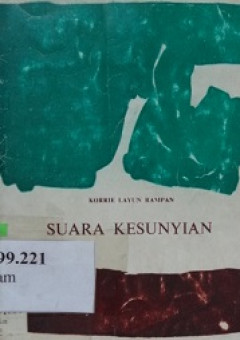 KORRIE LAYUN RAMPAN
SUARA KESUNYIAN
99.221
am